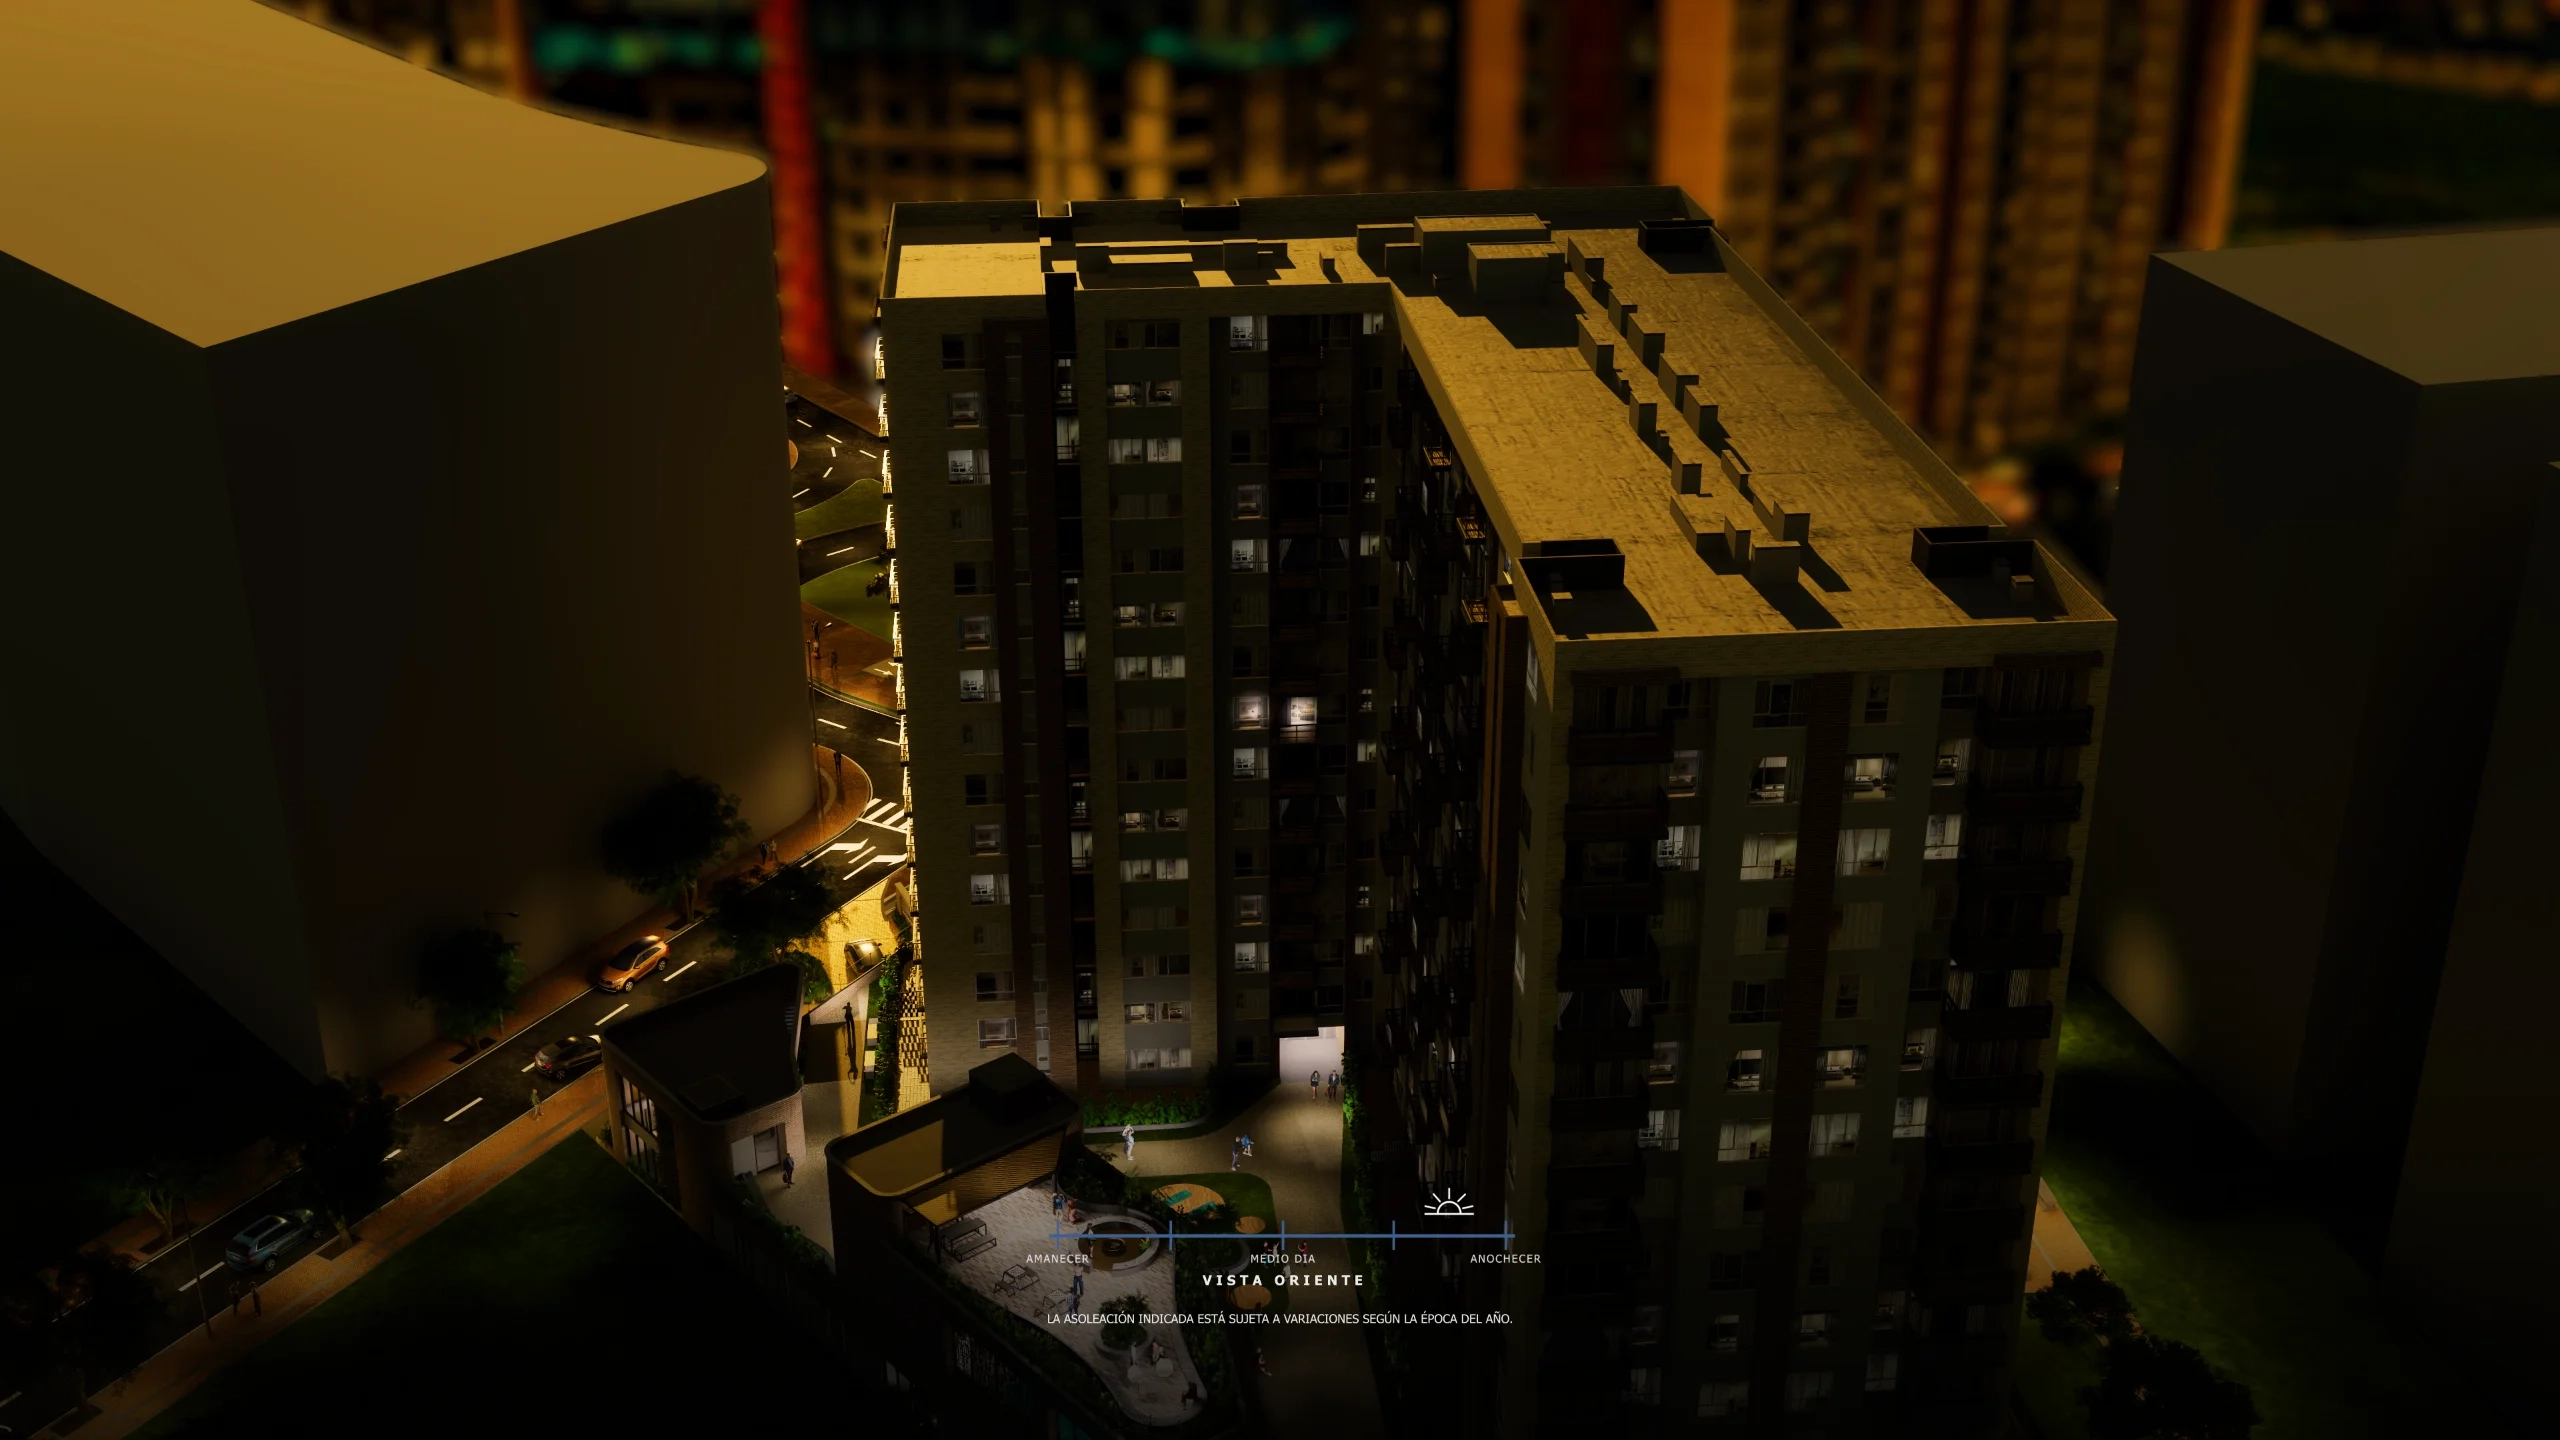 AMANECER MEDIO DIA ANOCHECER
VISTA ORIENTE
LA ASOLEACIÓN INDICADA ESTÁ SUJETA A VARIACIONES SEGÚN LA ÉPOCA DEL AÑO.